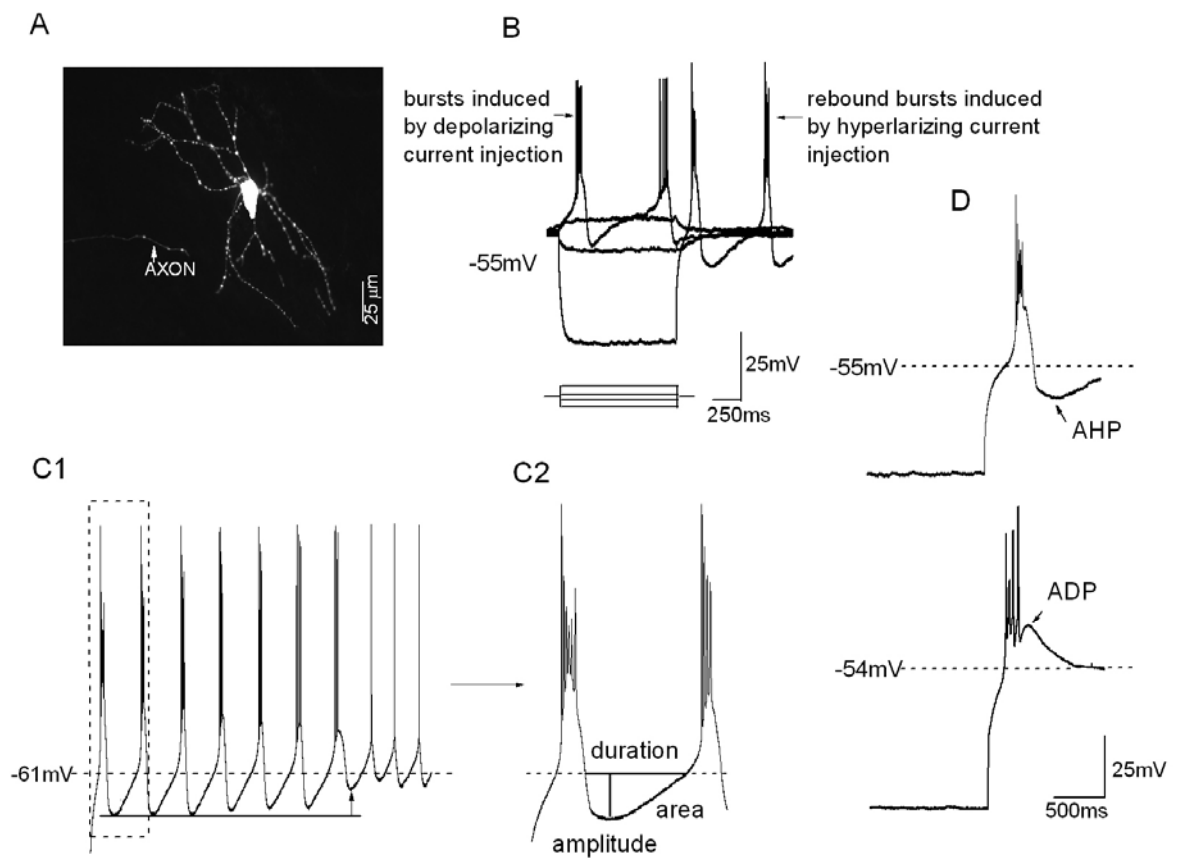 A
AXON
25 µm
B
bursts induced
by depolarizing
current injection
rebound bursts induced
by hyperlarizing current
injection
-55mV
25mV
250ms
C1
-61mV
C2
duration
area
amplitude
D
-55mV
AHP
ADP
-54mV
25mV
500ms